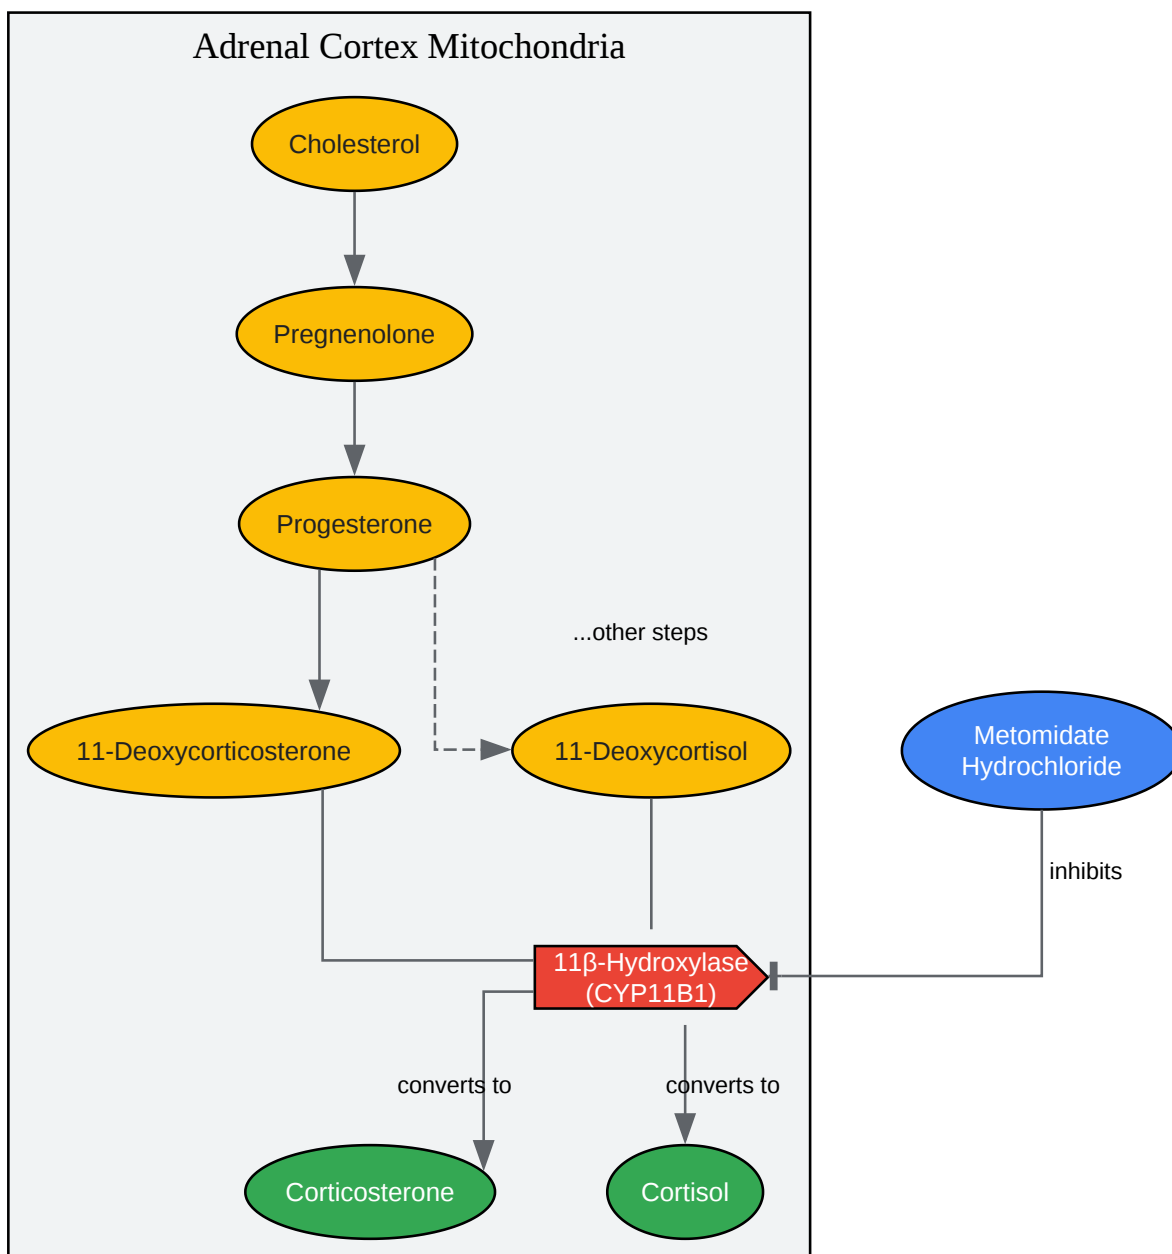 Adrenal Cortex Mitochondria
Cholesterol
Pregnenolone
Progesterone
...other steps
11-Deoxycorticosterone
11-Deoxycortisol
Metomidate
Hydrochloride
inhibits
11β-Hydroxylase
(CYP11B1)
converts to
converts to
Corticosterone
Cortisol